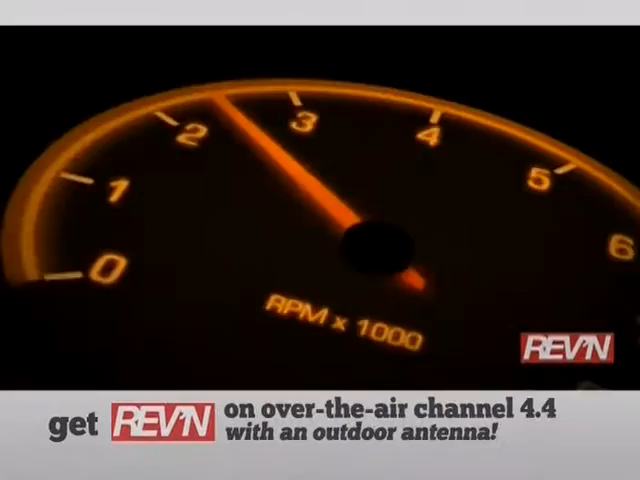 0 1 2 3 4 5 6
RPM x 1000
REV'N
get REV'N on over-the-air channel 4.4
with an outdoor antenna!